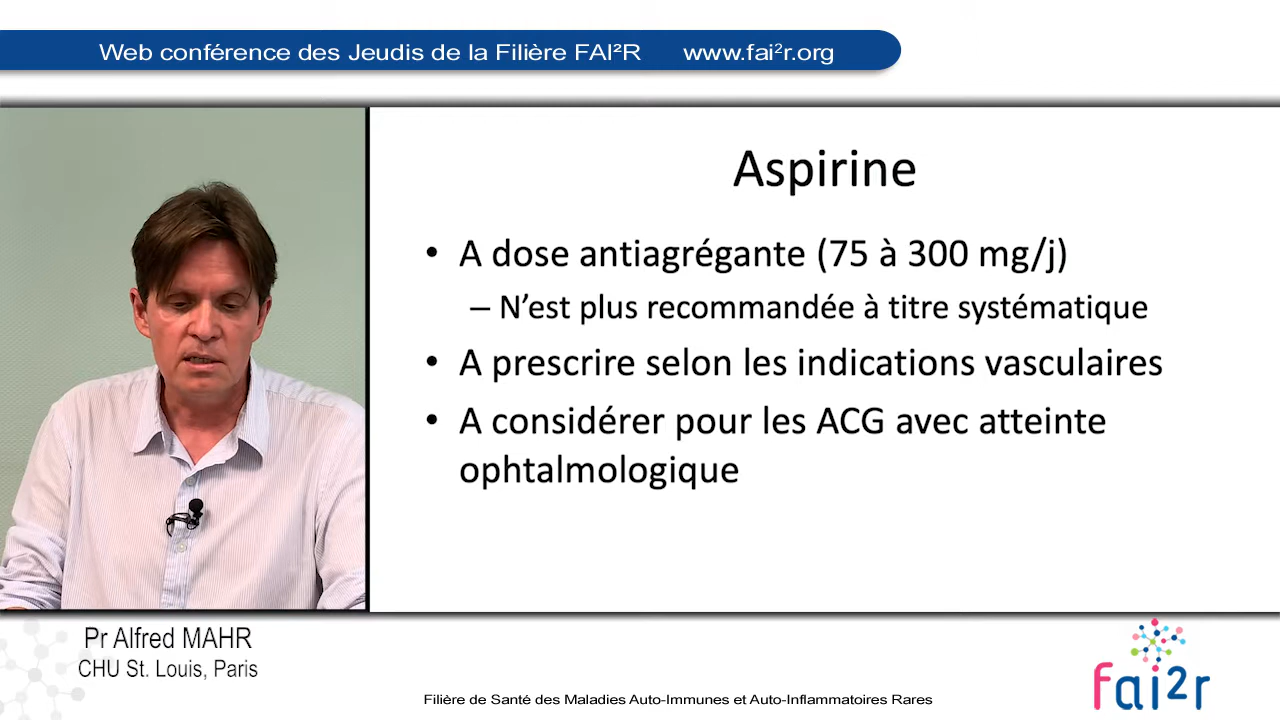 Web conférence des Jeudis de la Filière FAI²R www.fai²r.org
Aspirine
• A dose antiagrégante (75 à 300 mg/j)
– N’est plus recommandée à titre systématique
• A prescrire selon les indications vasculaires
• A considérer pour les ACG avec atteinte
ophtalmologique
Pr Alfred MAHR
CHU St. Louis, Paris
Filière de Santé des Maladies Auto-Immunes et Auto-Inflammatoires Rares
fai2r